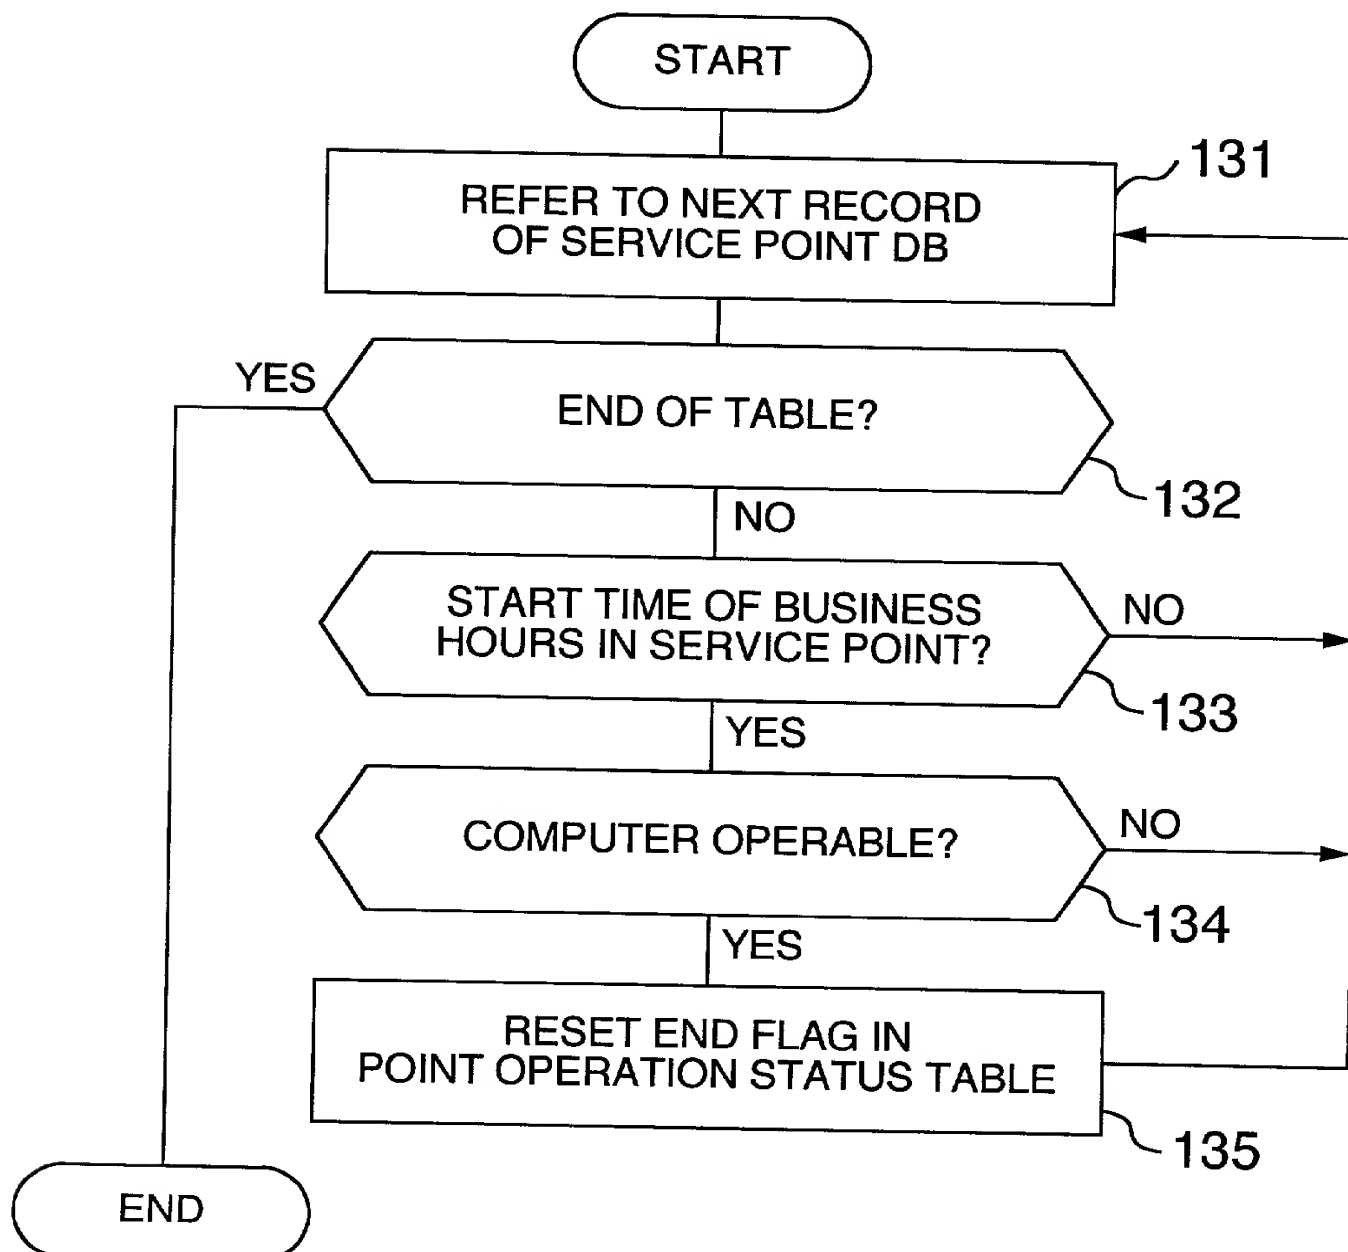 START
131
REFER TO NEXT RECORD
OF SERVICE POINT DB
YES
END OF TABLE?
132
NO
START TIME OF BUSINESS
HOURS IN SERVICE POINT?
NO
133
YES
COMPUTER OPERABLE?
NO
134
YES
RESET END FLAG IN
POINT OPERATION STATUS TABLE
135
END